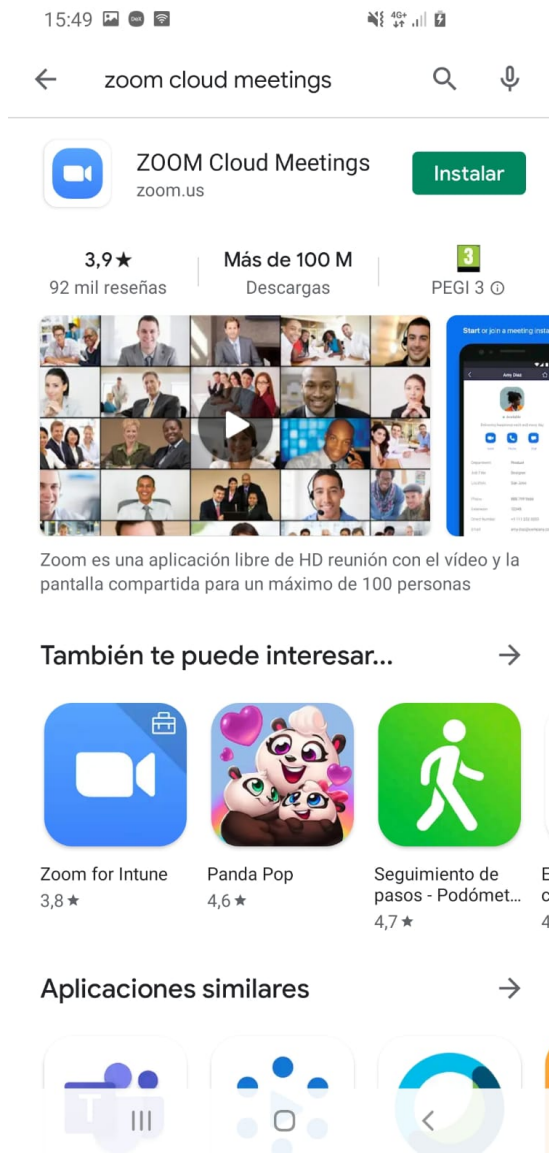 15:49
4G+
zoom cloud meetings
ZOOM Cloud Meetings
zoom.us
Instalar
3,9★
92 mil reseñas
Más de 100 M
Descargas
3
PEGI 3
Start or join a meeting insta
Zoom es una aplicación libre de HD reunión con el vídeo y la
pantalla compartida para un máximo de 100 personas
También te puede interesar...
Zoom for Intune
3,8★
Panda Pop
4,6★
Seguimiento de
pasos - Podómet...
4,7★
E
c
4
Aplicaciones similares
T